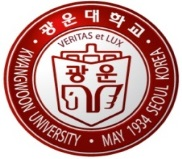 · 광운대학교 ·
KWANGWOON UNIVERSITY · MAY 1934 SEOUL KOREA
VERITAS et LUX
광운